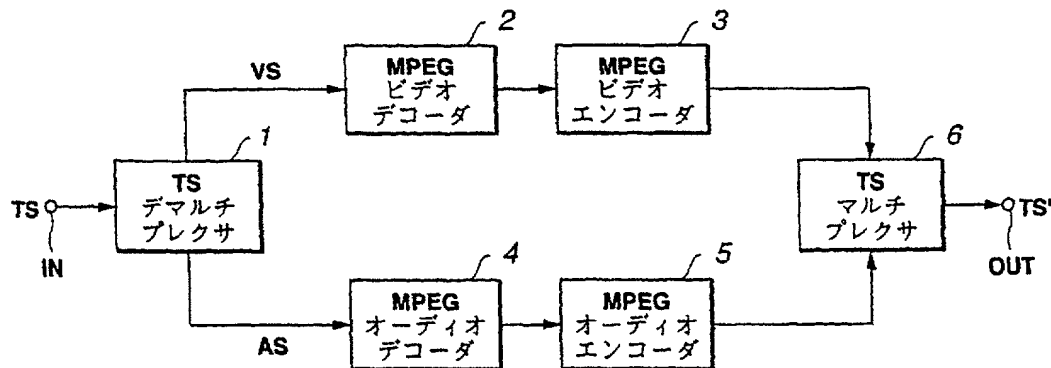 2
3
VS
MPEG
ビデオ
デコーダ
MPEG
ビデオ
エンコーダ
1
6
TS
TS
デマルチ
プレクサ
TS
マルチ
プレクサ
TS'
IN
OUT
4
5
AS
MPEG
オーディオ
デコーダ
MPEG
オーディオ
エンコーダ